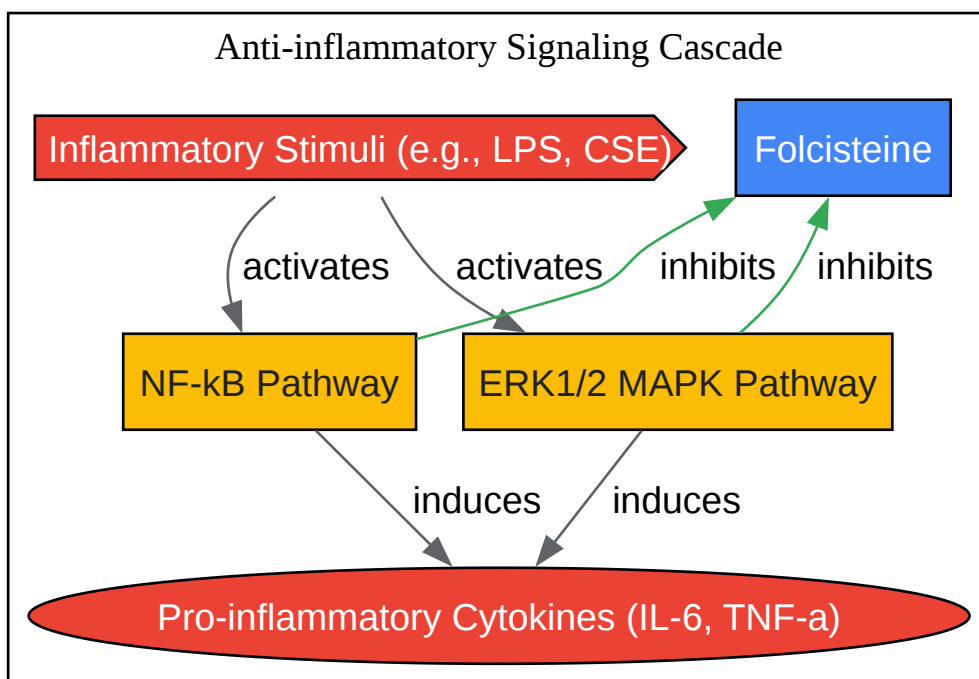 Anti-inflammatory Signaling Cascade
Inflammatory Stimuli (e.g., LPS, CSE)
Folcisteine
activates
activates
inhibits
inhibits
NF-kB Pathway
ERK1/2 MAPK Pathway
induces
induces
Pro-inflammatory Cytokines (IL-6, TNF-a)